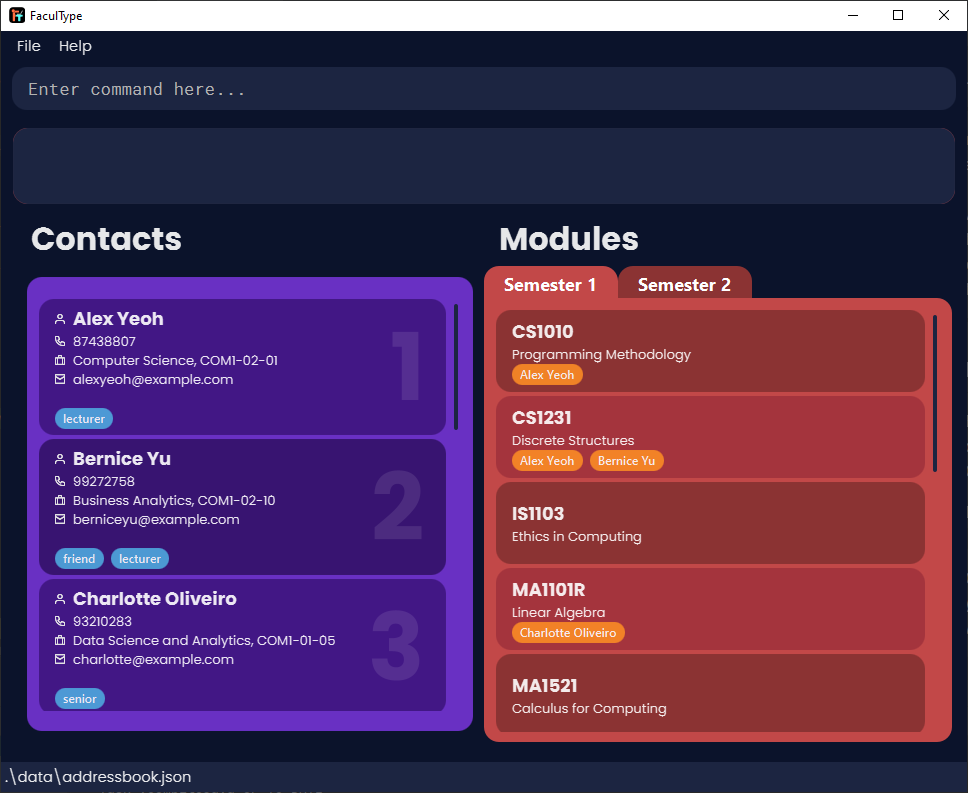 FaculType
File Help
Enter command here...
Contacts
Alex Yeoh
87438807
Computer Science, COM1-02-01
alexyeoh@example.com
lecturer
1
Bernice Yu
99272758
Business Analytics, COM1-02-10
berniceyu@example.com
friend lecturer
2
Charlotte Oliveiro
93210283
Data Science and Analytics, COM1-01-05
charlotte@example.com
senior
3
Modules
Semester 1 Semester 2
CS1010
Programming Methodology
Alex Yeoh
CS1231
Discrete Structures
Alex Yeoh Bernice Yu
IS1103
Ethics in Computing
MA1101R
Linear Algebra
Charlotte Oliveiro
MA1521
Calculus for Computing
.\data\addressbook.json